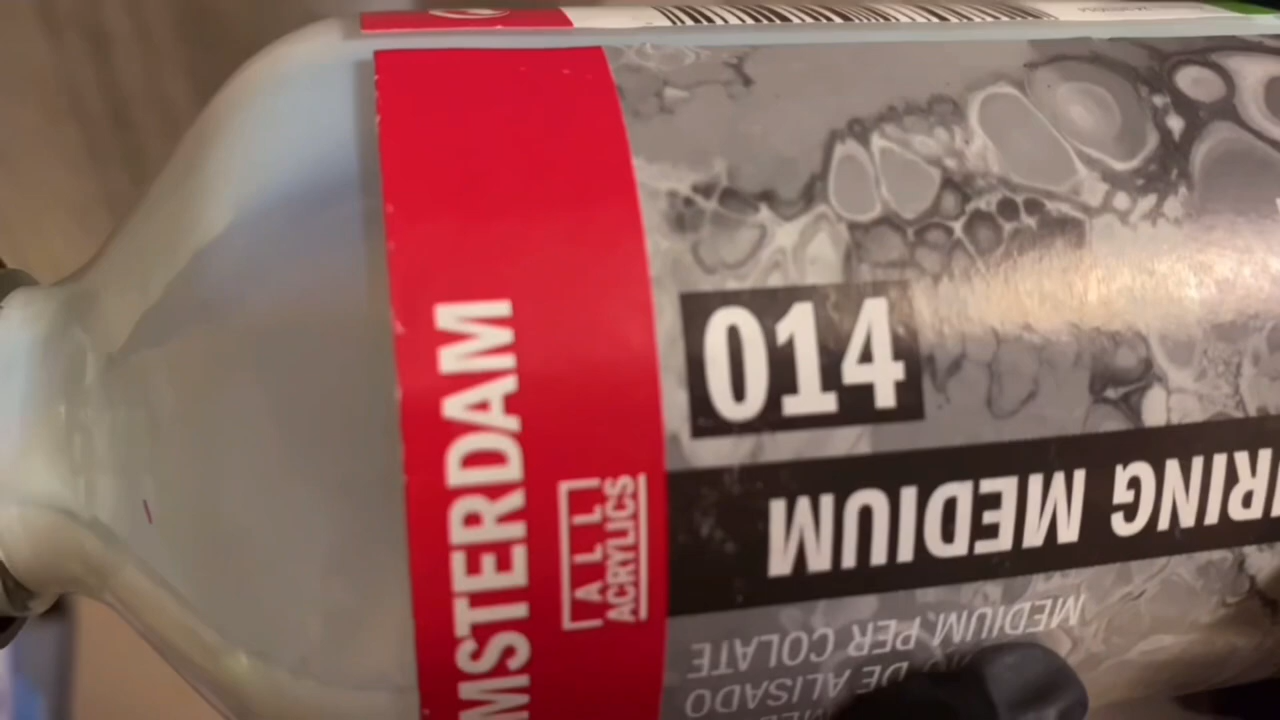 MSTERDAM
ALL
ACRYLICS
014
RING MEDIUM
MEDIUM PER COLATE
DE ALISADO